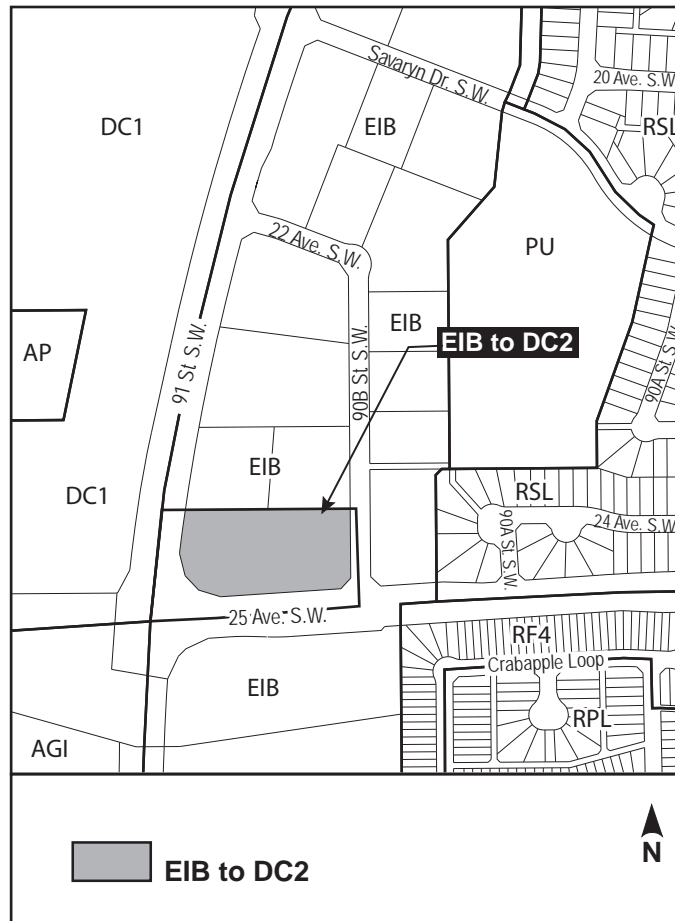 Savaryn Dr. S.W.
20 Ave. S.W.
DC1
EIB
RSL
22 Ave. S.W.
PU
91 St S.W.
EIB
90B St S.W.
EIB to DC2
AP
90A St S.W.
EIB
DC1
RSL
90A St. S.W.
24 Ave. S.W.
25 Ave. S.W.
RF4
Crabapple Loop
EIB
RPL
AGI
EIB to DC2
N